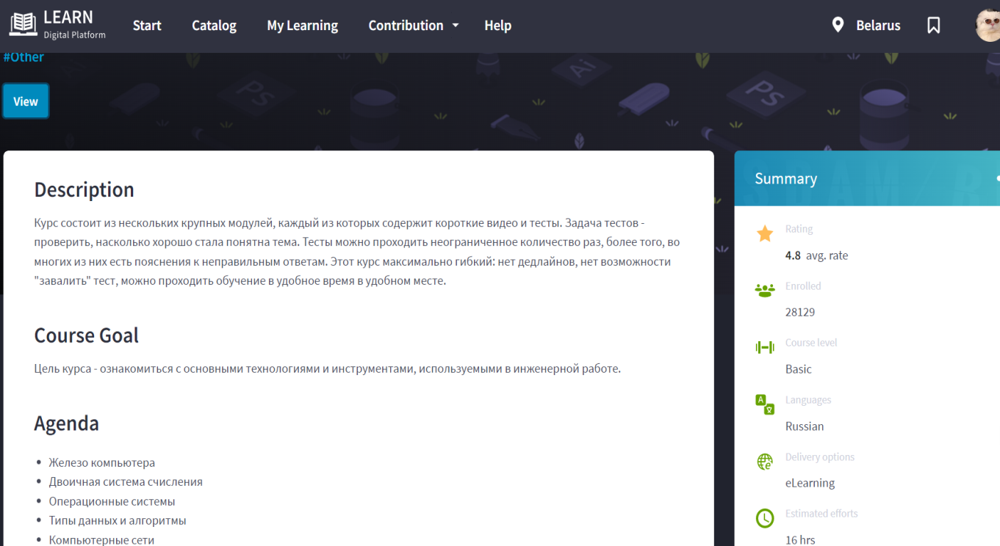 LEARN
Digital Platform
Start
Catalog
My Learning
Contribution
Help
Belarus
#Other
View
Ps
Ai
Ps
Description
Курс состоит из нескольких крупных модулей, каждый из которых содержит короткие видео и тесты. Задача тестов -
проверить, насколько хорошо стала понятна тема. Тесты можно проходить неограниченное количество раз, более того, во
многих из них есть пояснения к неправильным ответам. Этот курс максимально гибкий: нет дедлайнов, нет возможности
"завалить" тест, можно проходить обучение в удобное время в удобном месте.
Course Goal
Цель курса - ознакомиться с основными технологиями и инструментами, используемыми в инженерной работе.
Agenda
Железо компьютера
Двоичная система счисления
Операционные системы
Типы данных и алгоритмы
Компьютерные сети
Summary
Rating
4.8 avg. rate
Enrolled
28129
Course level
Basic
Languages
Russian
Delivery options
eLearning
Estimated efforts
16 hrs